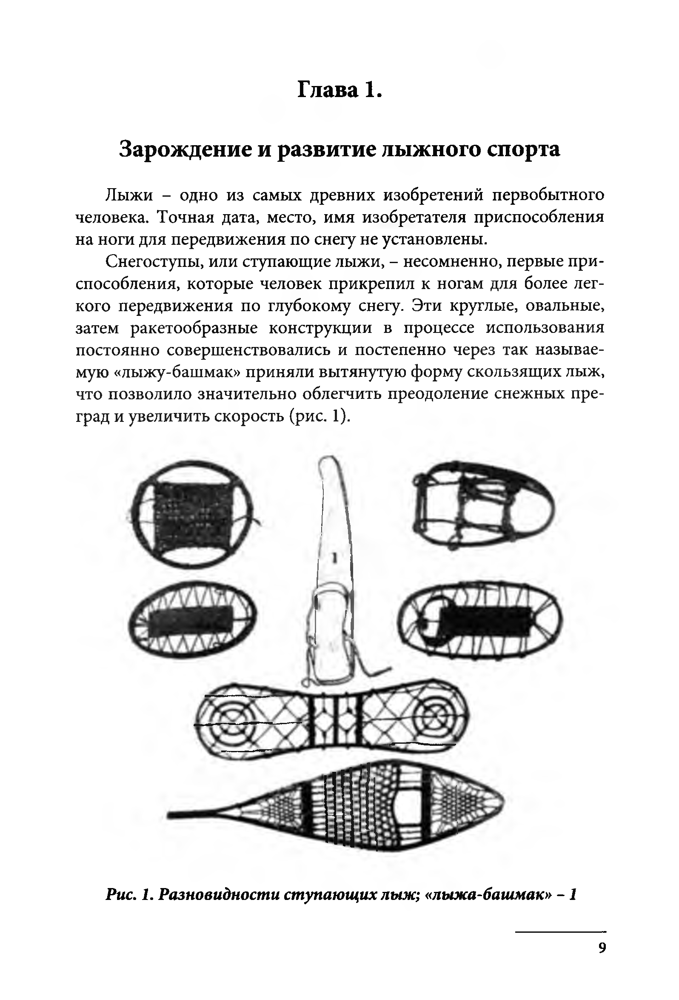 Глава 1.
Зарождение и развитие лыжного спорта
Лыжи – одно из самых древних изобретений первобытного
человека. Точная дата, место, имя изобретателя приспособления
на ноги для передвижения по снегу не установлены.
Снегоступы, или ступающие лыжи, – несомненно, первые при-
способления, которые человек прикрепил к ногам для более лег-
кого передвижения по глубокому снегу. Эти круглые, овальные,
затем ракетообразные конструкции в процессе использования
постоянно совершенствовались и постепенно через так называе-
мую «лыжу-башмак» приняли вытянутую форму скользящих лыж,
что позволило значительно облегчить преодоление снежных пре-
град и увеличить скорость (рис. 1).
1
Рис. 1. Разновидности ступающих лыж; «лыжа-башмак» – 1
9